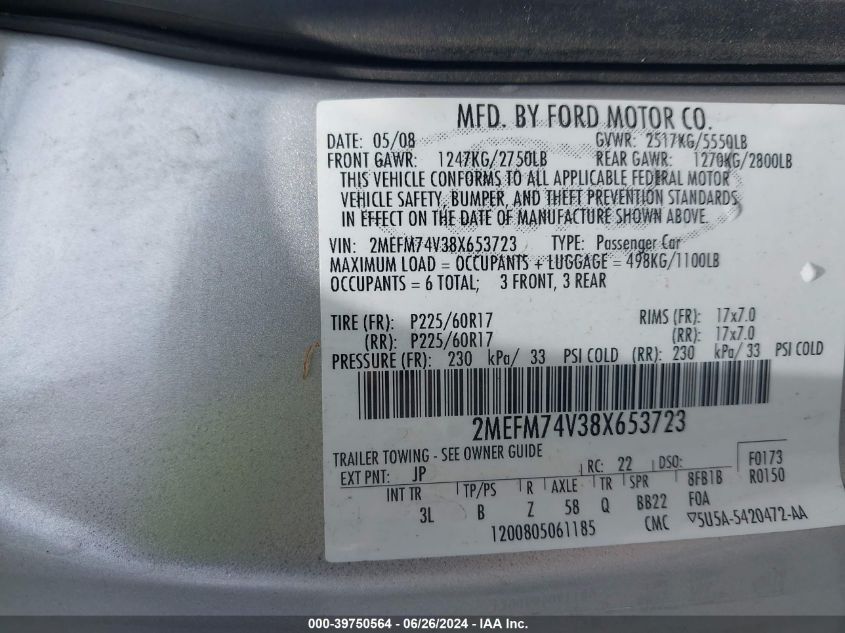 MFD. BY FORD MOTOR CO.
DATE: 05/08 GVWR: 2517KG/5550LB
FRONT GAWR: 1247KG/2750LB REAR GAWR: 1270KG/2800LB
THIS VEHICLE CONFORMS TO ALL APPLICABLE FEDERAL MOTOR
VEHICLE SAFETY, BUMPER, AND THEFT PREVENTION STANDARDS
IN EFFECT ON THE DATE OF MANUFACTURE SHOWN ABOVE.
VIN: 2MEFM74V38X653723 TYPE: Passenger Car
MAXIMUM LOAD = OCCUPANTS + LUGGAGE = 498KG/1100LB
OCCUPANTS = 6 TOTAL; 3 FRONT, 3 REAR
TIRE (FR): P225/60R17 RIMS (FR): 17x7.0
(RR): P225/60R17 (RR): 17x7.0
PRESSURE (FR): 230 kPa/ 33 PSI COLD (RR): 230 kPa/ 33 PSI COLD
2MEFM74V38X653723
TRAILER TOWING - SEE OWNER GUIDE
EXT PNT: JP RC: 22 DSO: F0173
R0150
INT TR TP/PS R AXLE TR SPR 8FB1B
3L B Z 58 Q BB22 FOA
1200805061185 CMC ▽5U5A-5420472-AA
000-39750564 - 06/26/2024 - IAA Inc.